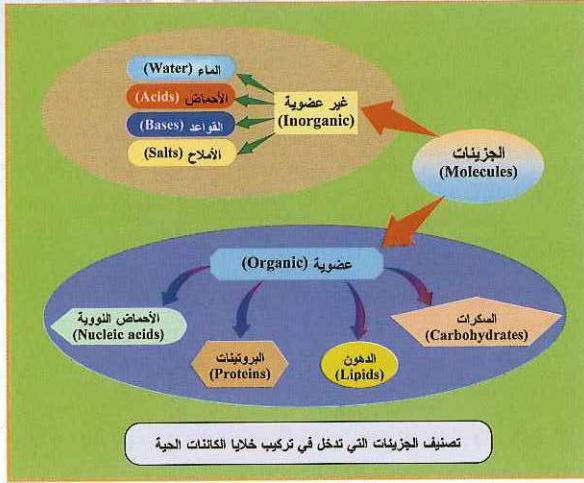 الجزيئات
(Molecules)
غير عضوية
(Inorganic)
الماء (Water)
الأحماض (Acids)
القواعد (Bases)
الأملاح (Salts)
عضوية (Organic)
السكرات
(Carbohydrates)
الدهون
(Lipids)
البروتينات
(Proteins)
الأحماض النووية
(Nucleic acids)
تصنيف الجزيئات التي تدخل في تركيب خلايا الكائنات الحية